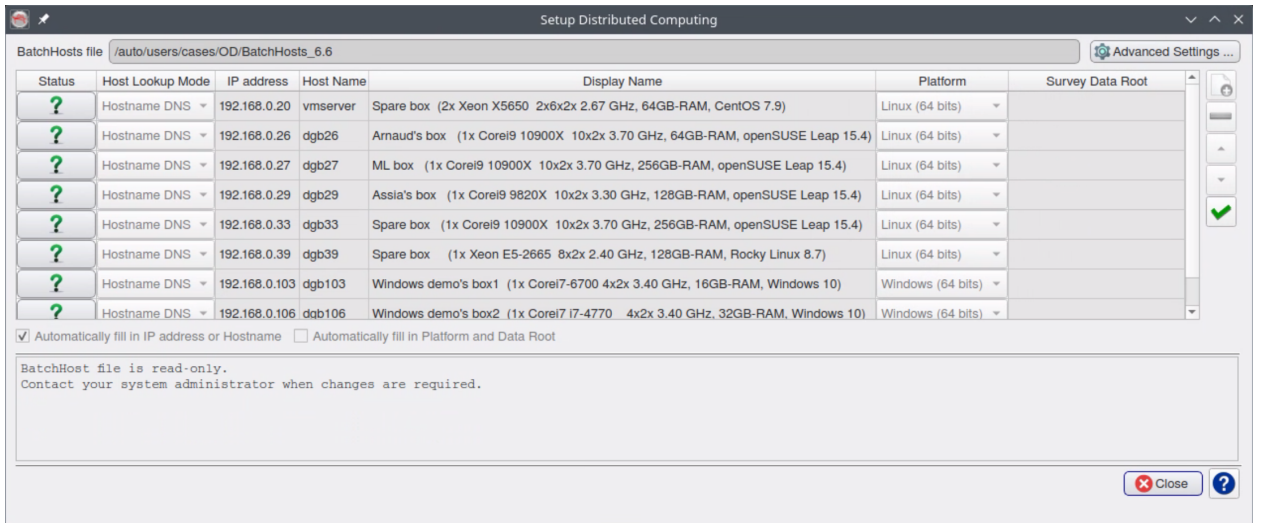 Setup Distributed Computing
BatchHosts file /auto/users/cases/OD/BatchHosts_6.6 Advanced Settings ...
Status Host Lookup Mode IP address Host Name Display Name Platform Survey Data Root
? Hostname DNS 192.168.0.20 vmserver Spare box (2x Xeon X5650 2x6x2x 2.67 GHz, 64GB-RAM, CentOS 7.9) Linux (64 bits)
? Hostname DNS 192.168.0.26 dgb26 Arnaud's box (1x Corei9 10900X 10x2x 3.70 GHz, 64GB-RAM, openSUSE Leap 15.4) Linux (64 bits)
? Hostname DNS 192.168.0.27 dgb27 ML box (1x Corei9 10900X 10x2x 3.70 GHz, 256GB-RAM, openSUSE Leap 15.4) Linux (64 bits)
? Hostname DNS 192.168.0.29 dgb29 Assia's box (1x Corei9 9820X 10x2x 3.30 GHz, 128GB-RAM, openSUSE Leap 15.4) Linux (64 bits)
? Hostname DNS 192.168.0.33 dgb33 Spare box (1x Corei9 10900X 10x2x 3.70 GHz, 256GB-RAM, openSUSE Leap 15.4) Linux (64 bits)
? Hostname DNS 192.168.0.39 dgb39 Spare box (1x Xeon E5-2665 8x2x 2.40 GHz, 128GB-RAM, Rocky Linux 8.7) Linux (64 bits)
? Hostname DNS 192.168.0.103 dgb103 Windows demo's box1 (1x Corei7-6700 4x2x 3.40 GHz, 16GB-RAM, Windows 10) Windows (64 bits)
? Hostname DNS 192.168.0.106 dgb106 Windows demo's box2 (1x Corei7 i7-4770 4x2x 3.40 GHz, 32GB-RAM, Windows 10) Windows (64 bits)
Automatically fill in IP address or Hostname Automatically fill in Platform and Data Root
BatchHost file is read-only.
Contact your system administrator when changes are required.
Close ?